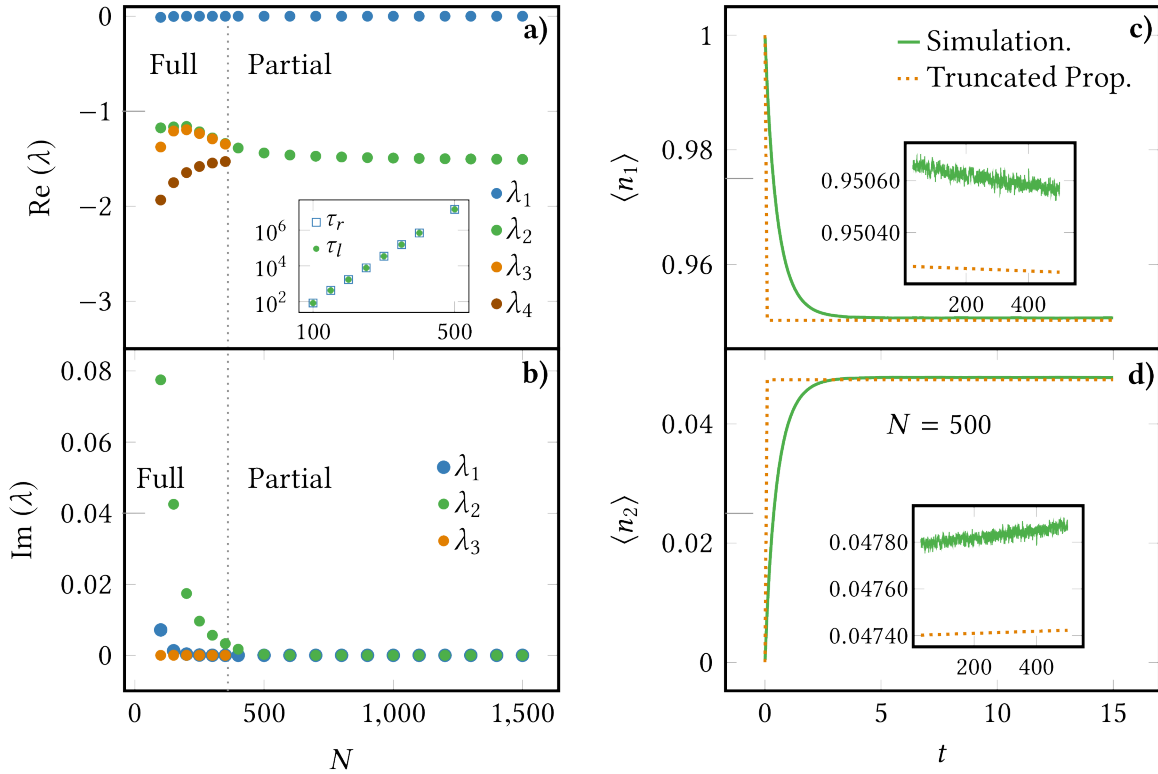 a)
Full
Partial
Re (λ)
0
−1
−2
−3
λ1
λ2
λ3
λ4
τr
τl
10^6
10^4
10^2
100
500
b)
Full
Partial
Im (λ)
0.08
0.06
0.04
0.02
0
λ1
λ2
λ3
0
500
1,000
1,500
N
c)
Simulation.
Truncated Prop.
⟨n1⟩
1
0.98
0.96
0.95060
0.95040
200
400
d)
N = 500
⟨n2⟩
0.04
0.02
0
0.04780
0.04760
0.04740
200
400
0
5
10
15
t